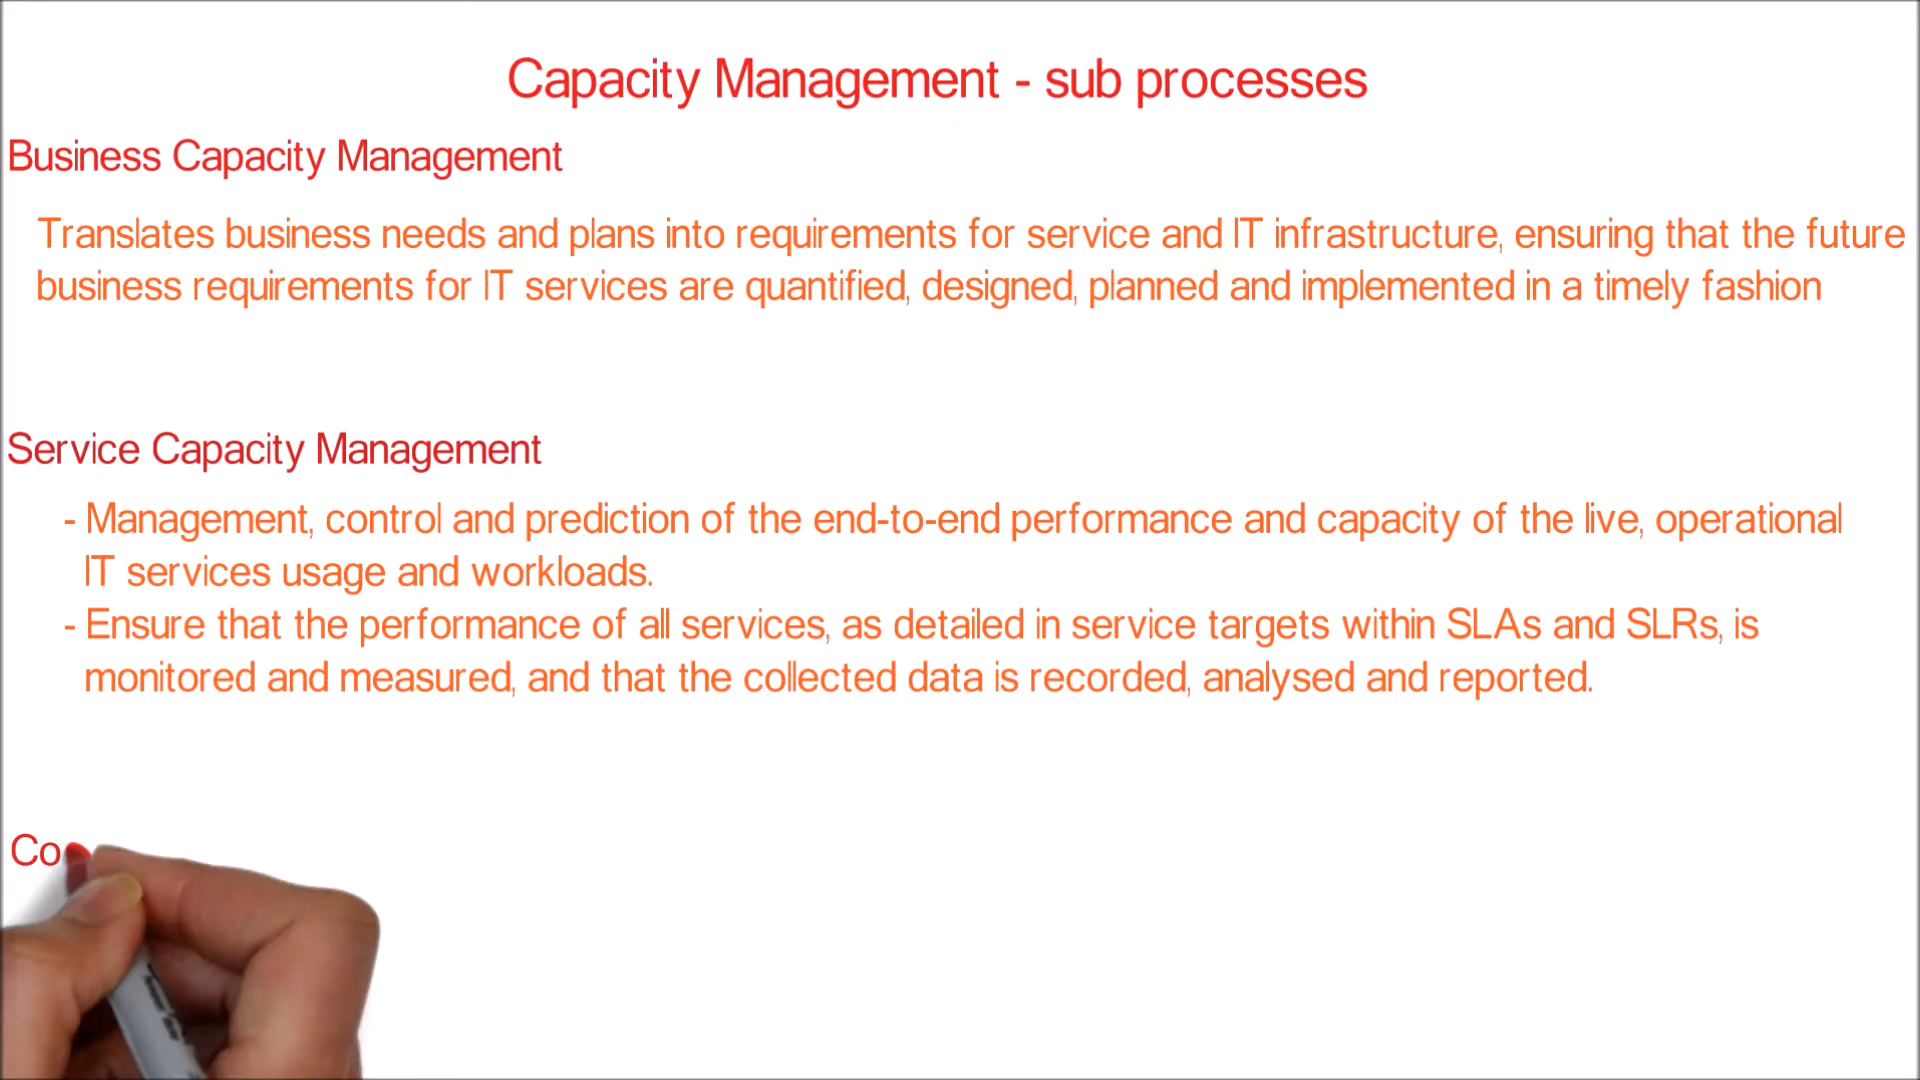 Capacity Management - sub processes
Business Capacity Management
Translates business needs and plans into requirements for service and IT infrastructure, ensuring that the future
business requirements for IT services are quantified, designed, planned and implemented in a timely fashion
Service Capacity Management
- Management, control and prediction of the end-to-end performance and capacity of the live, operational
IT services usage and workloads.
- Ensure that the performance of all services, as detailed in service targets within SLAs and SLRs, is
monitored and measured, and that the collected data is recorded, analysed and reported.
Co